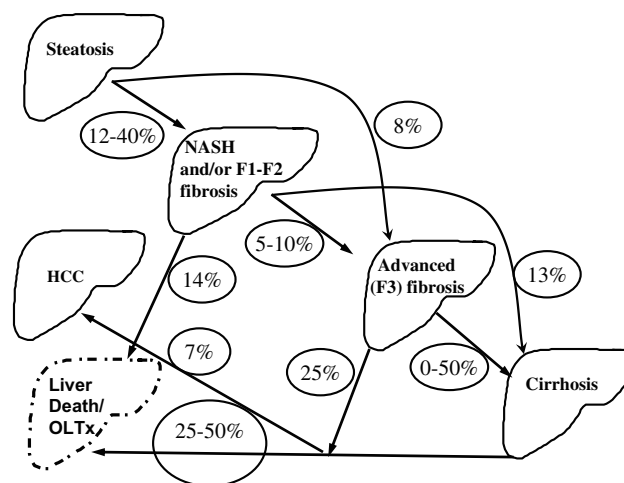 Steatosis
12-40%
8%
NASH
and/or F1-F2
fibrosis
5-10%
HCC
14%
Advanced
(F3) fibrosis
13%
7%
25%
0-50%
Liver
Death/
OLTx
25-50%
Cirrhosis